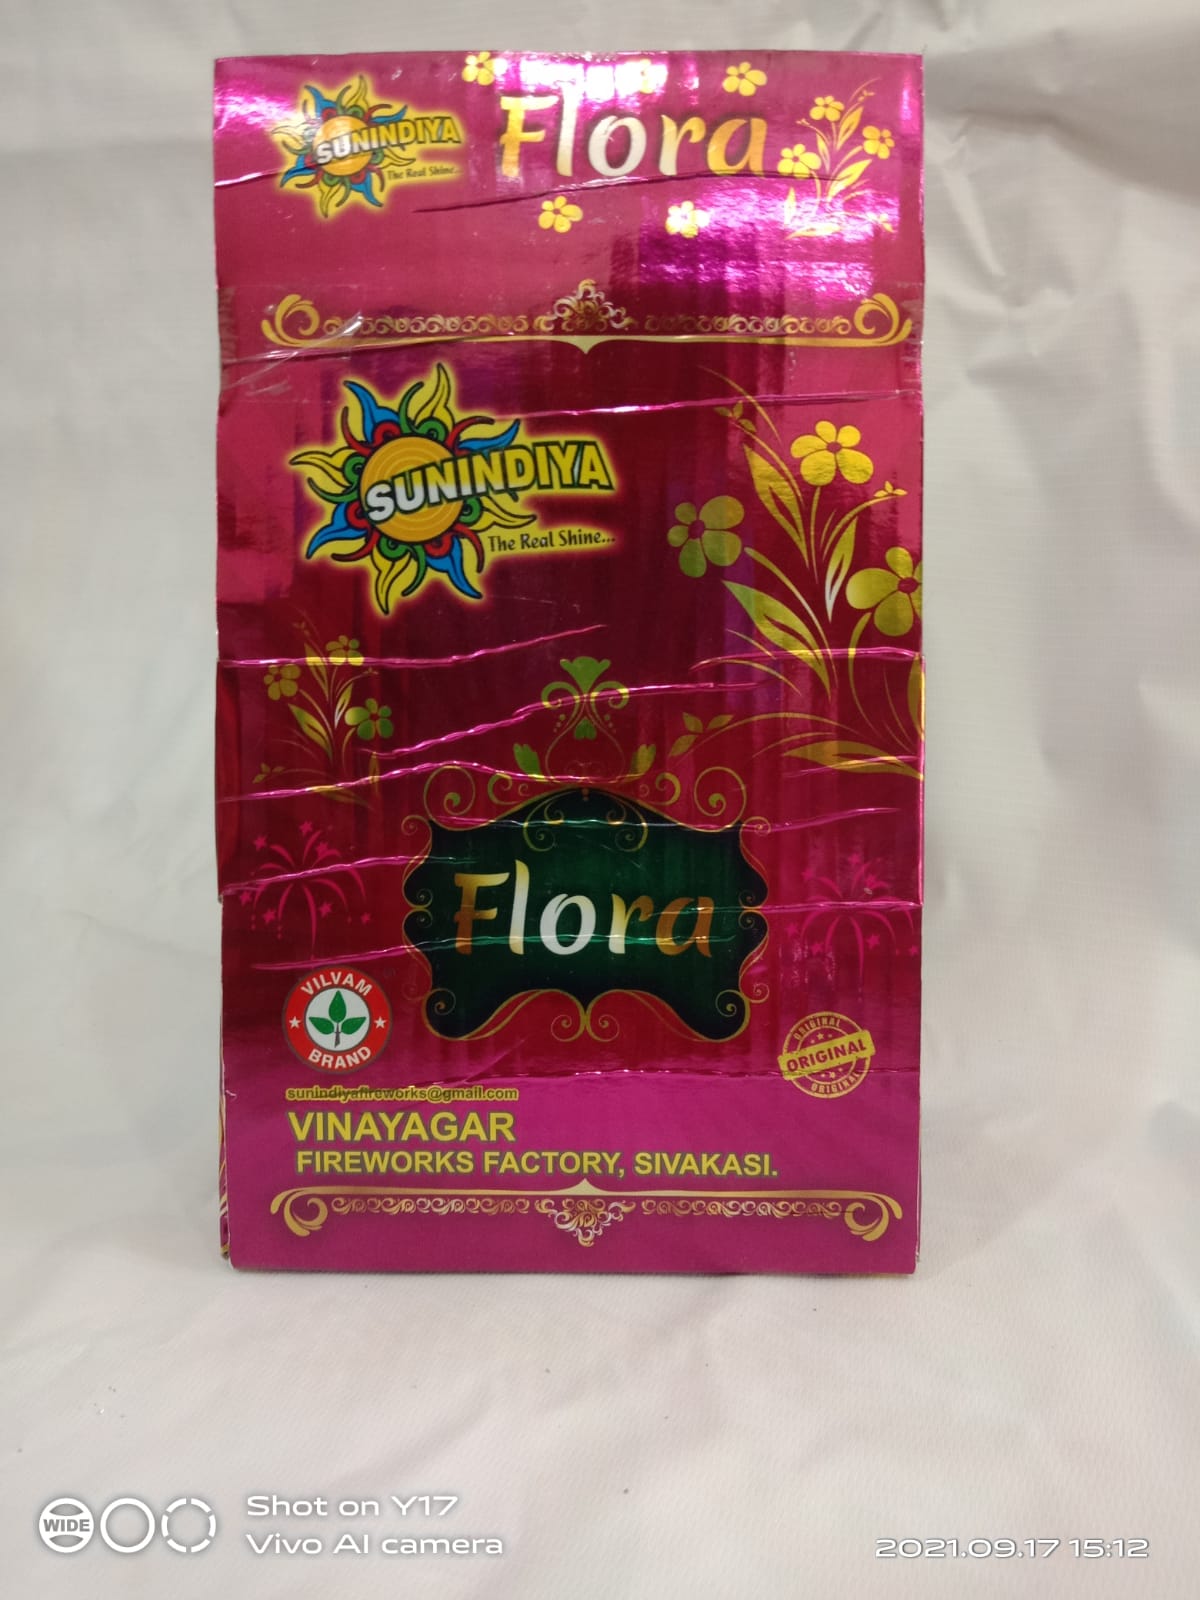 SUNINDIYA
The Real Shine...
Flora
SUNINDIYA
The Real Shine...
Flora
VILVAM
BRAND
ORIGINAL
ORIGINAL
ORIGINAL
sunindiyafireworks@gmail.com
VINAYAGAR
FIREWORKS FACTORY, SIVAKASI.
WIDE
Shot on Y17
Vivo AI camera
2021.09.17 15:12